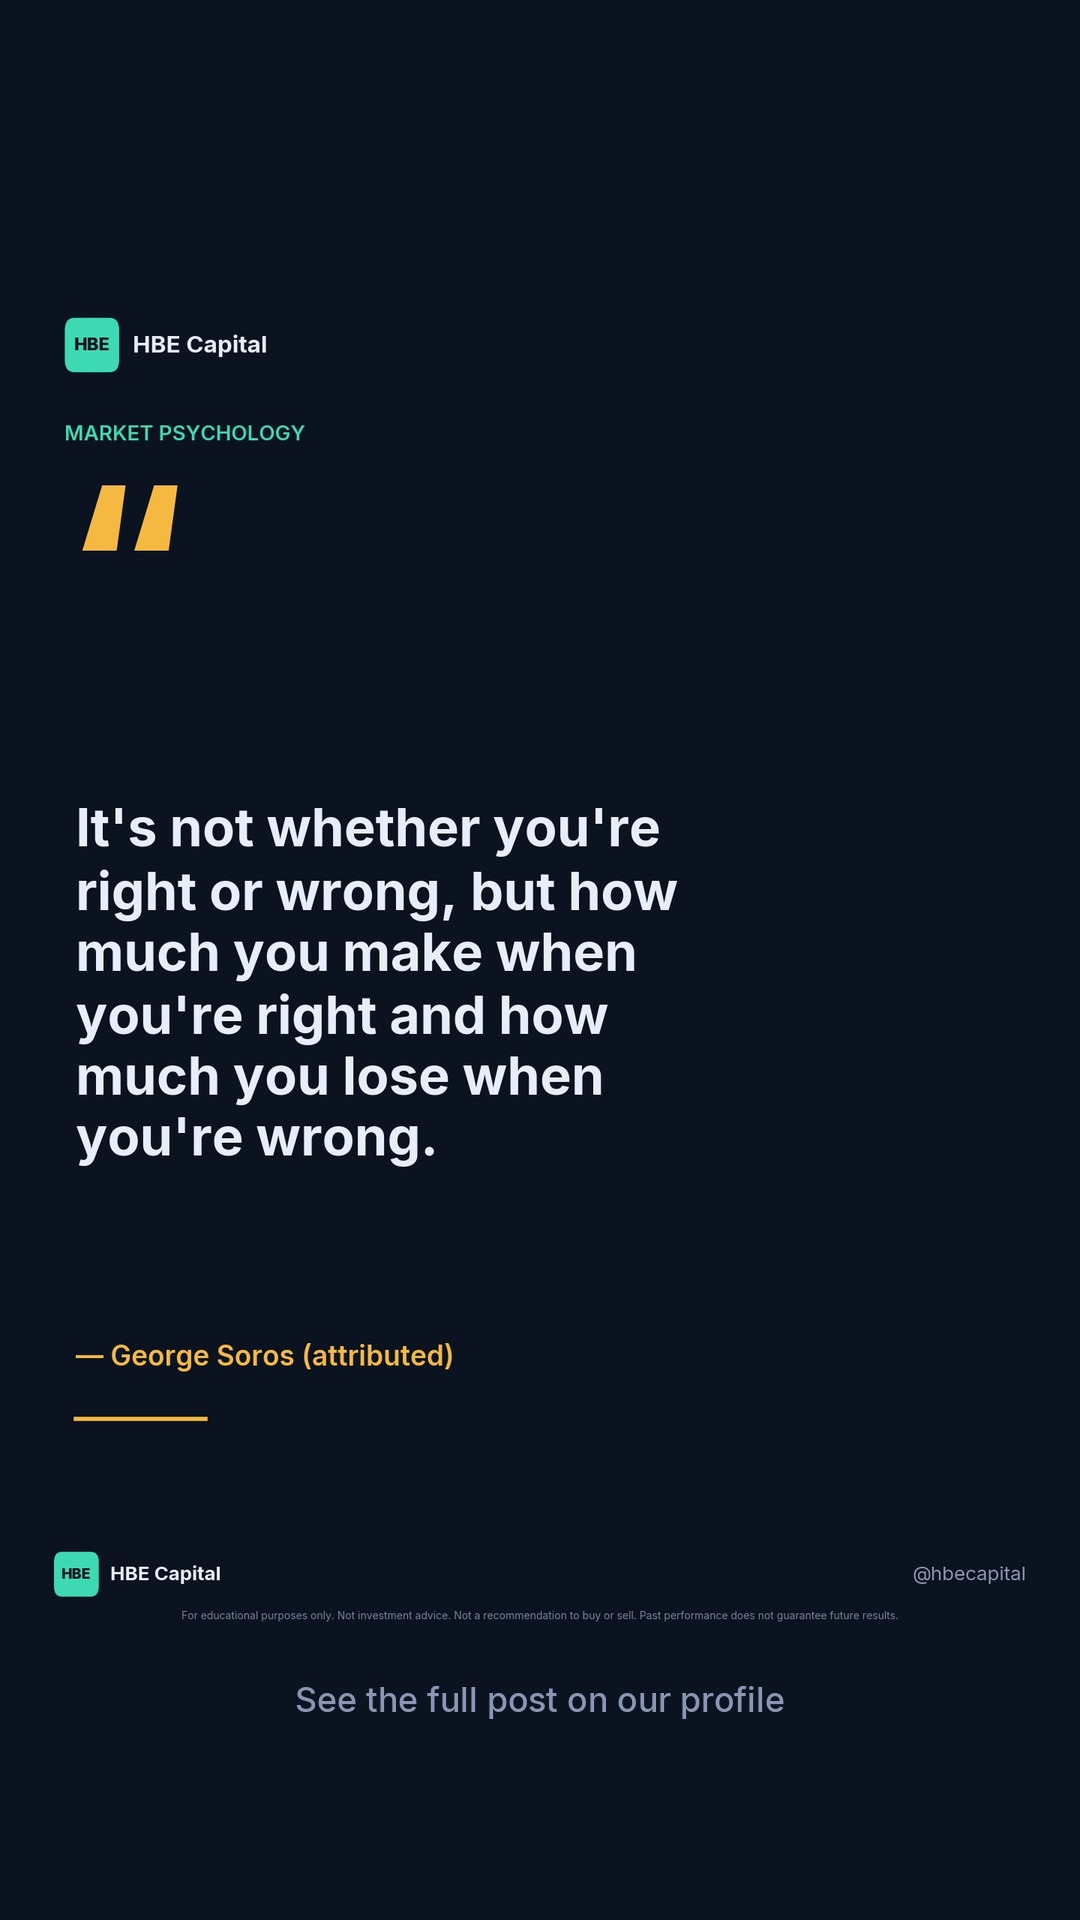 HBE HBE Capital
MARKET PSYCHOLOGY
"
It's not whether you're
right or wrong, but how
much you make when
you're right and how
much you lose when
you're wrong.
— George Soros (attributed)
HBE HBE Capital @hbecapital
For educational purposes only. Not investment advice. Not a recommendation to buy or sell. Past performance does not guarantee future results.
See the full post on our profile